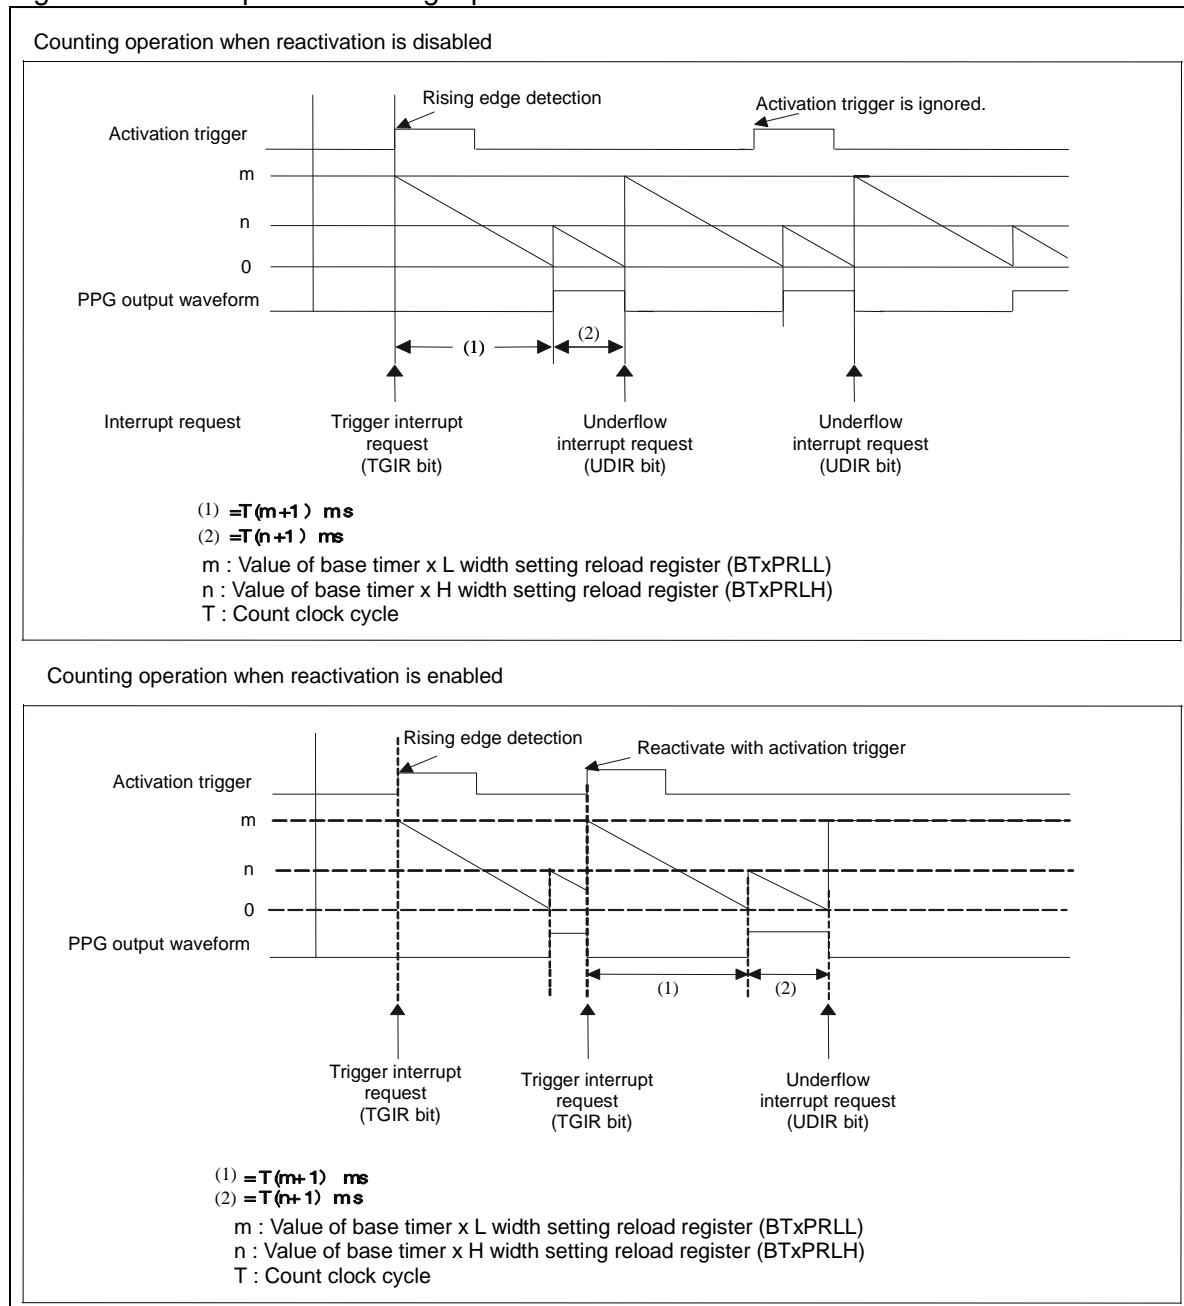 Counting operation when reactivation is disabled
Rising edge detection
Activation trigger is ignored.
Activation trigger
m
n
0
PPG output waveform
(1)
(2)
Interrupt request
Trigger interrupt
request
(TGIR bit)
Underflow
interrupt request
(UDIR bit)
Underflow
interrupt request
(UDIR bit)
(1) =T(m+1) ms
(2) =T(n+1) ms
m : Value of base timer x L width setting reload register (BTxPRLL)
n : Value of base timer x H width setting reload register (BTxPRLH)
T : Count clock cycle
Counting operation when reactivation is enabled
Rising edge detection
Reactivate with activation trigger
Activation trigger
m
n
0
PPG output waveform
(1)
(2)
Trigger interrupt
request
(TGIR bit)
Trigger interrupt
request
(TGIR bit)
Underflow
interrupt request
(UDIR bit)
(1) =T(m+1) ms
(2) =T(n+1) ms
m : Value of base timer x L width setting reload register (BTxPRLL)
n : Value of base timer x H width setting reload register (BTxPRLH)
T : Count clock cycle